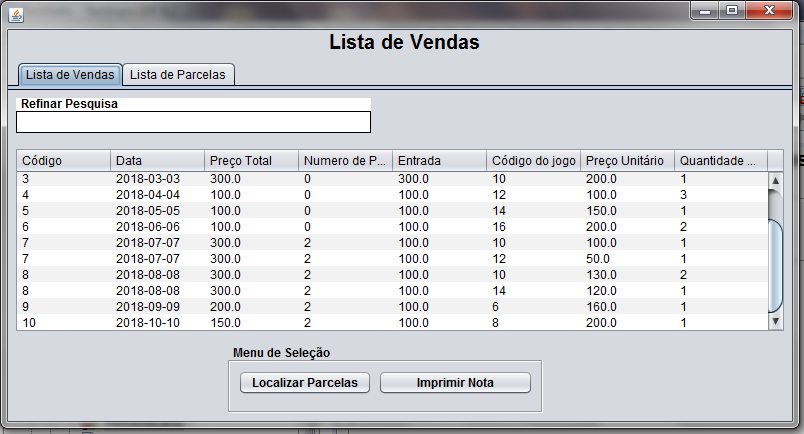 Lista de Vendas
Lista de Vendas Lista de Parcelas
Refinar Pesquisa
Código Data Preço Total Numero de P... Entrada Código do jogo Preço Unitário Quantidade ...
3 2018-03-03 300.0 0 300.0 10 200.0 1
4 2018-04-04 100.0 0 100.0 12 100.0 3
5 2018-05-05 100.0 0 100.0 14 150.0 1
6 2018-06-06 100.0 0 100.0 16 200.0 2
7 2018-07-07 300.0 2 100.0 10 100.0 1
7 2018-07-07 300.0 2 100.0 12 50.0 1
8 2018-08-08 300.0 2 100.0 10 130.0 2
8 2018-08-08 300.0 2 100.0 14 120.0 1
9 2018-09-09 200.0 2 100.0 6 160.0 1
10 2018-10-10 150.0 2 100.0 8 200.0 1
Menu de Seleção
Localizar Parcelas Imprimir Nota